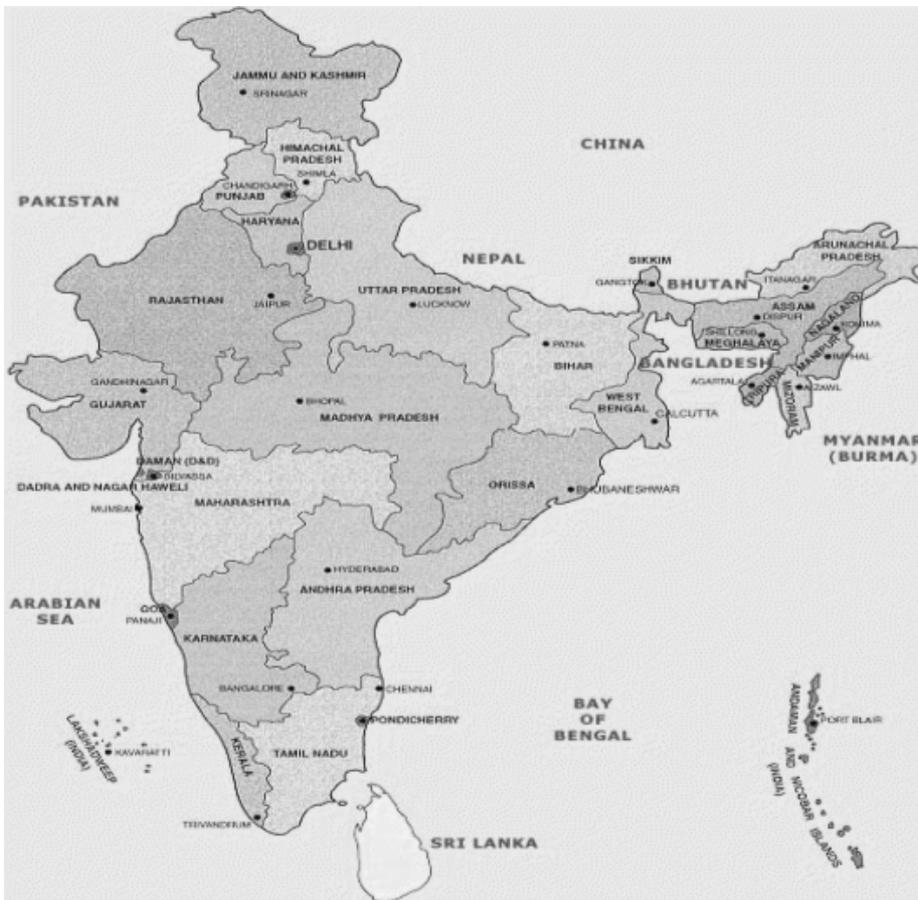 JAMMU AND KASHMIR
SRINAGAR
CHINA
HIMACHAL
PRADESH
SHIMLA
CHANDIGARH
PUNJAB
PAKISTAN
HARYANA
DELHI
NEPAL
SIKKIM
GANGTOK
BHUTAN
ARUNACHAL
PRADESH
ITANAGAR
RAJASTHAN
JAIPUR
UTTAR PRADESH
LUCKNOW
ASSAM
DISPUR
NAGALAND
KOHIMA
SHILLONG
MEGHALAYA
MANIPUR
IMPHAL
PATNA
BIHAR
BANGLADESH
AGARTALA
TRIPURA
MIZORAM
AIZAWL
GANDHINAGAR
GUJARAT
BHOPAL
MADHYA PRADESH
WEST
BENGAL
CALCUTTA
MYANMAR
(BURMA)
DAMAN (D&D)
SILVASSA
DADRA AND NAGAR HAWELI
MAHARASHTRA
MUMBAI
ORISSA
BHUBANESHWAR
HYDERABAD
ANDHRA PRADESH
ARABIAN
SEA
GOA
PANAJI
KARNATAKA
BANGALORE
CHENNAI
PONDICHERRY
BAY
OF
BENGAL
LAKSHADWEEP
(INDIA)
KAVARATTI
KERALA
TAMIL NADU
TRIVANDRUM
SRI LANKA
PORT BLAIR
ANDAMAN AND NICOBAR ISLANDS
(INDIA)